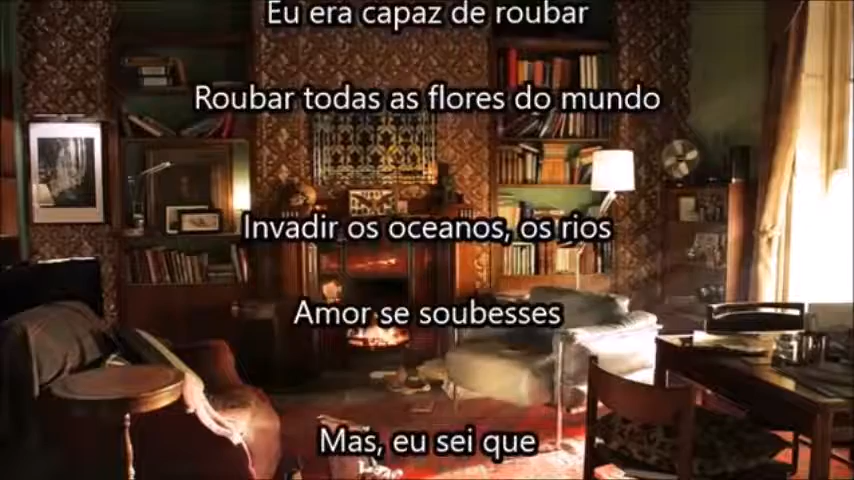 Eu era capaz de roubar
Roubar todas as flores do mundo
Invadir os oceanos, os rios
Amor se soubesses
Mas, eu sei que